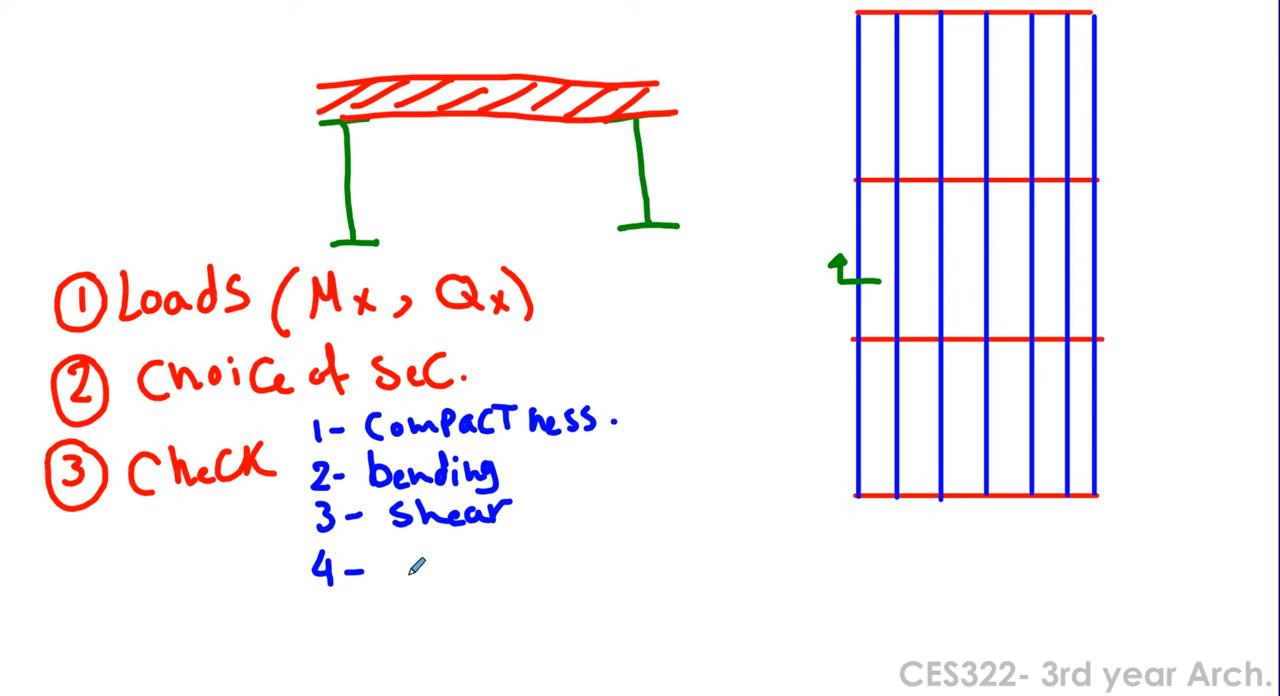 ① Loads (Mx, Qx)
② Choice of sec.
③ Check
1- compactness.
2- bending
3- shear
4-
CES322- 3rd year Arch.